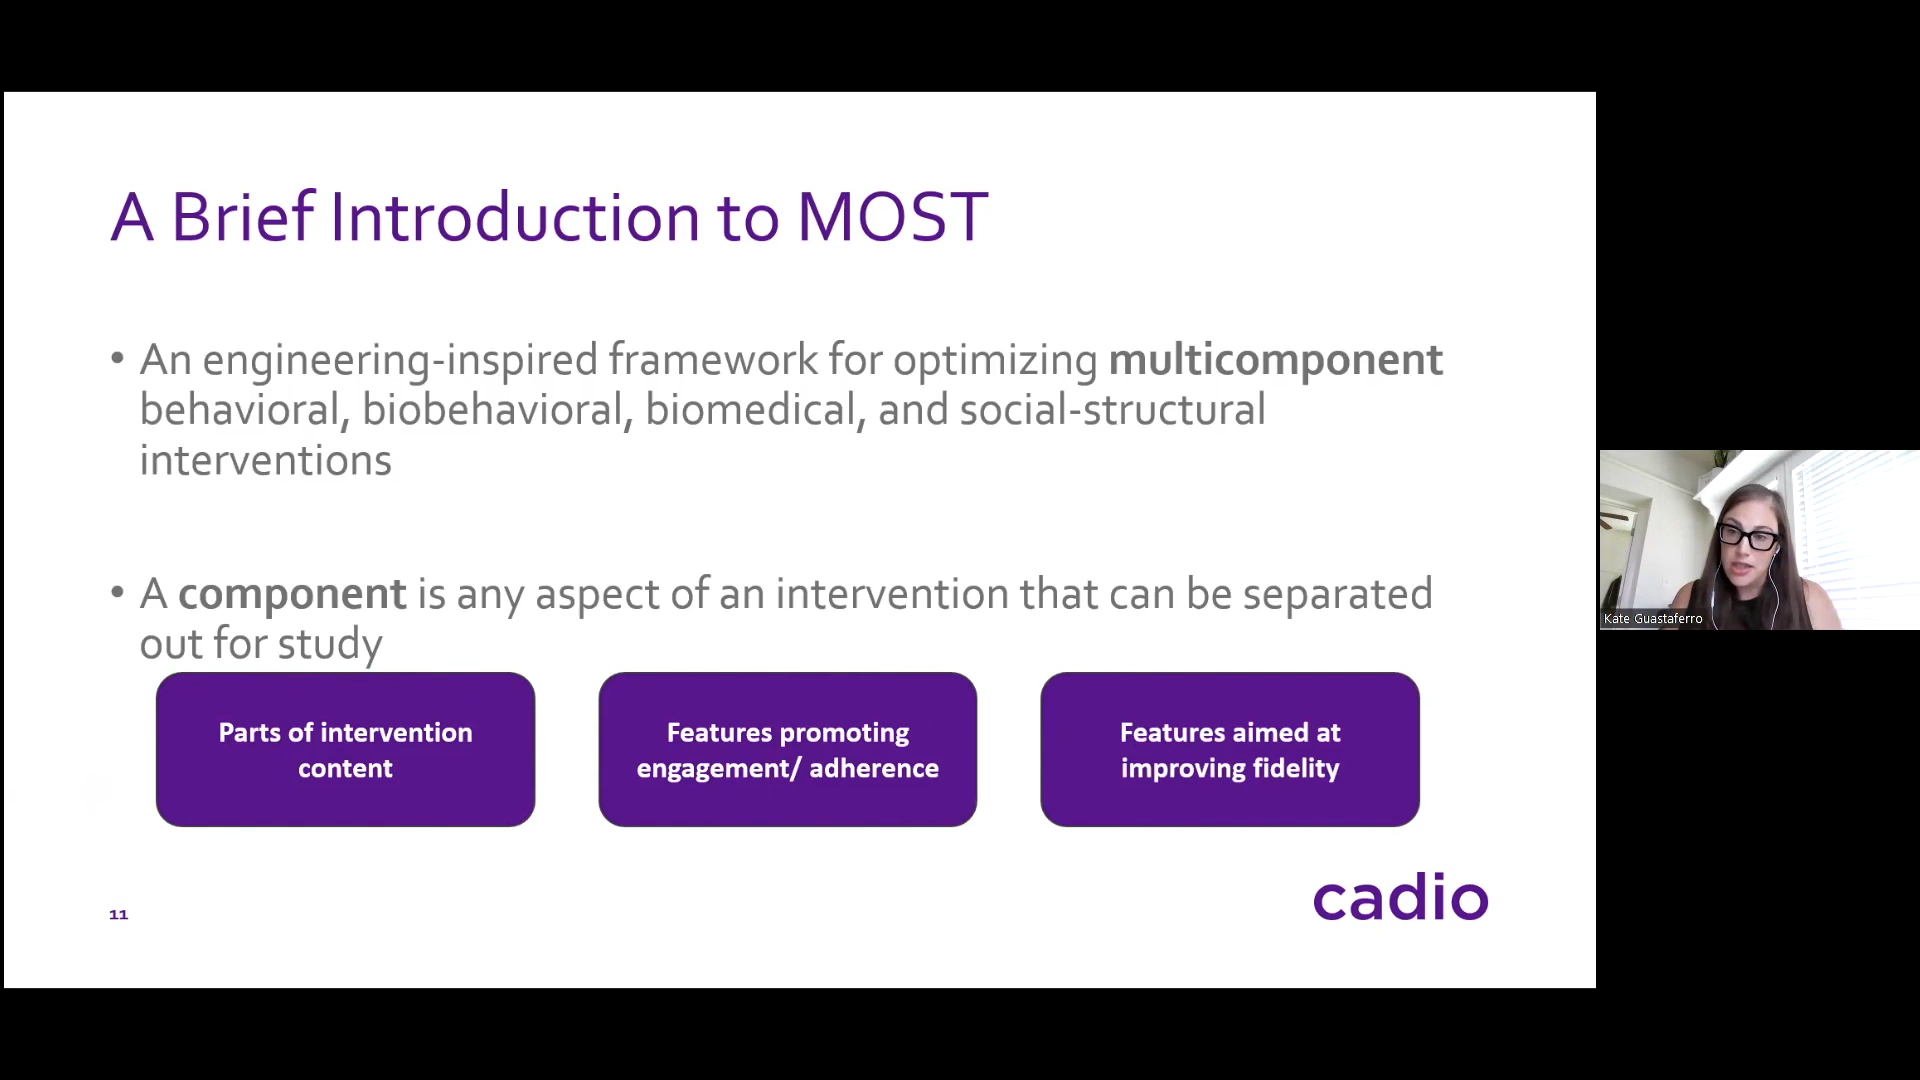 A Brief Introduction to MOST
• An engineering-inspired framework for optimizing multicomponent
behavioral, biobehavioral, biomedical, and social-structural
interventions
• A component is any aspect of an intervention that can be separated
out for study
Parts of intervention
content
Features promoting
engagement/ adherence
Features aimed at
improving fidelity
11
cadio
Kate Guastaferro